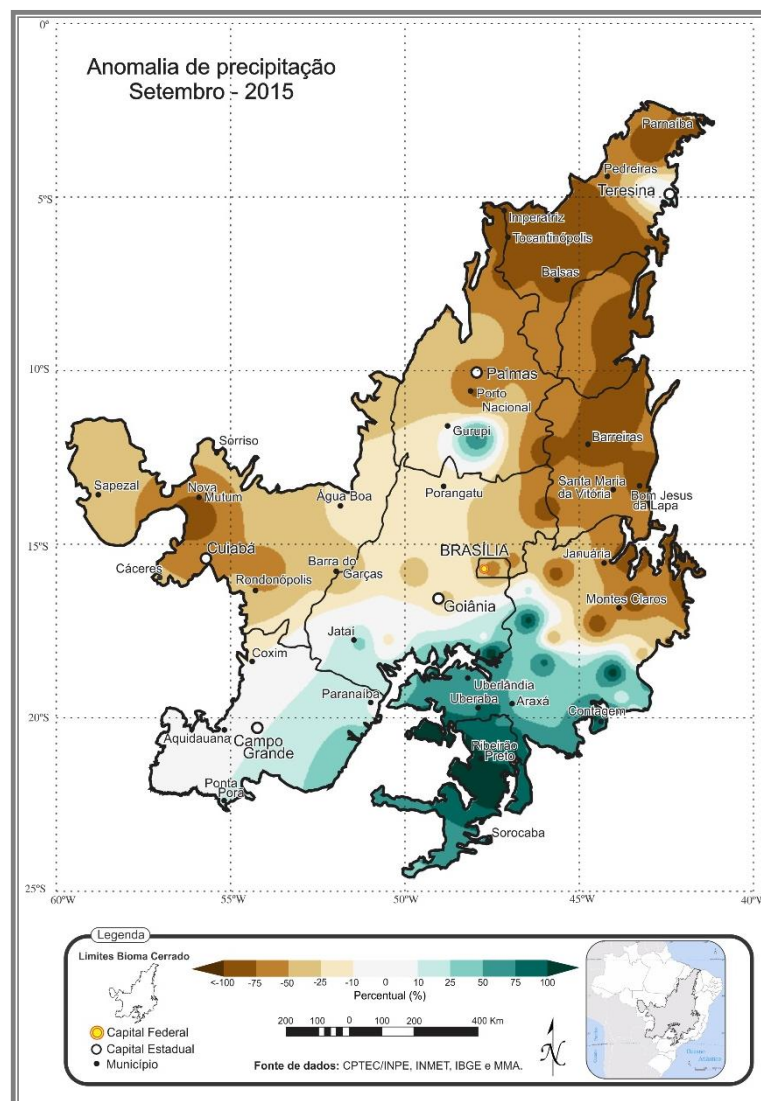 Anomalia de precipitação
Setembro - 2015
0°
5°S
10°S
15°S
20°S
25°S
60°W
55°W
50°W
45°W
40°W
Parnaíba
Pedreiras
Teresina
Imperatriz
Tocantinópolis
Balsas
Palmas
Porto
Nacional
Gurupi
Barreiras
Sorriso
Sapezal
Nova
Mutum
Água Boa
Porangatu
Santa Maria
da Vitória
Bom Jesus
da Lapa
Cuiabá
Cáceres
Rondonópolis
Barra do
Garças
BRASÍLIA
Januária
Goiânia
Montes Claros
Jataí
Coxim
Paranaíba
Uberlândia
Uberaba
Araxá
Contagem
Aquidauana
Campo
Grande
Ribeirão
Preto
Ponta
Porã
Sorocaba
Legenda
Limites Bioma Cerrado
<-100 -75 -50 -25 -10 0 10 25 50 75 100
Percentual (%)
Capital Federal
Capital Estadual
Município
200 100 0 200 400 Km
N
Fonte de dados: CPTEC/INPE, INMET, IBGE e MMA.